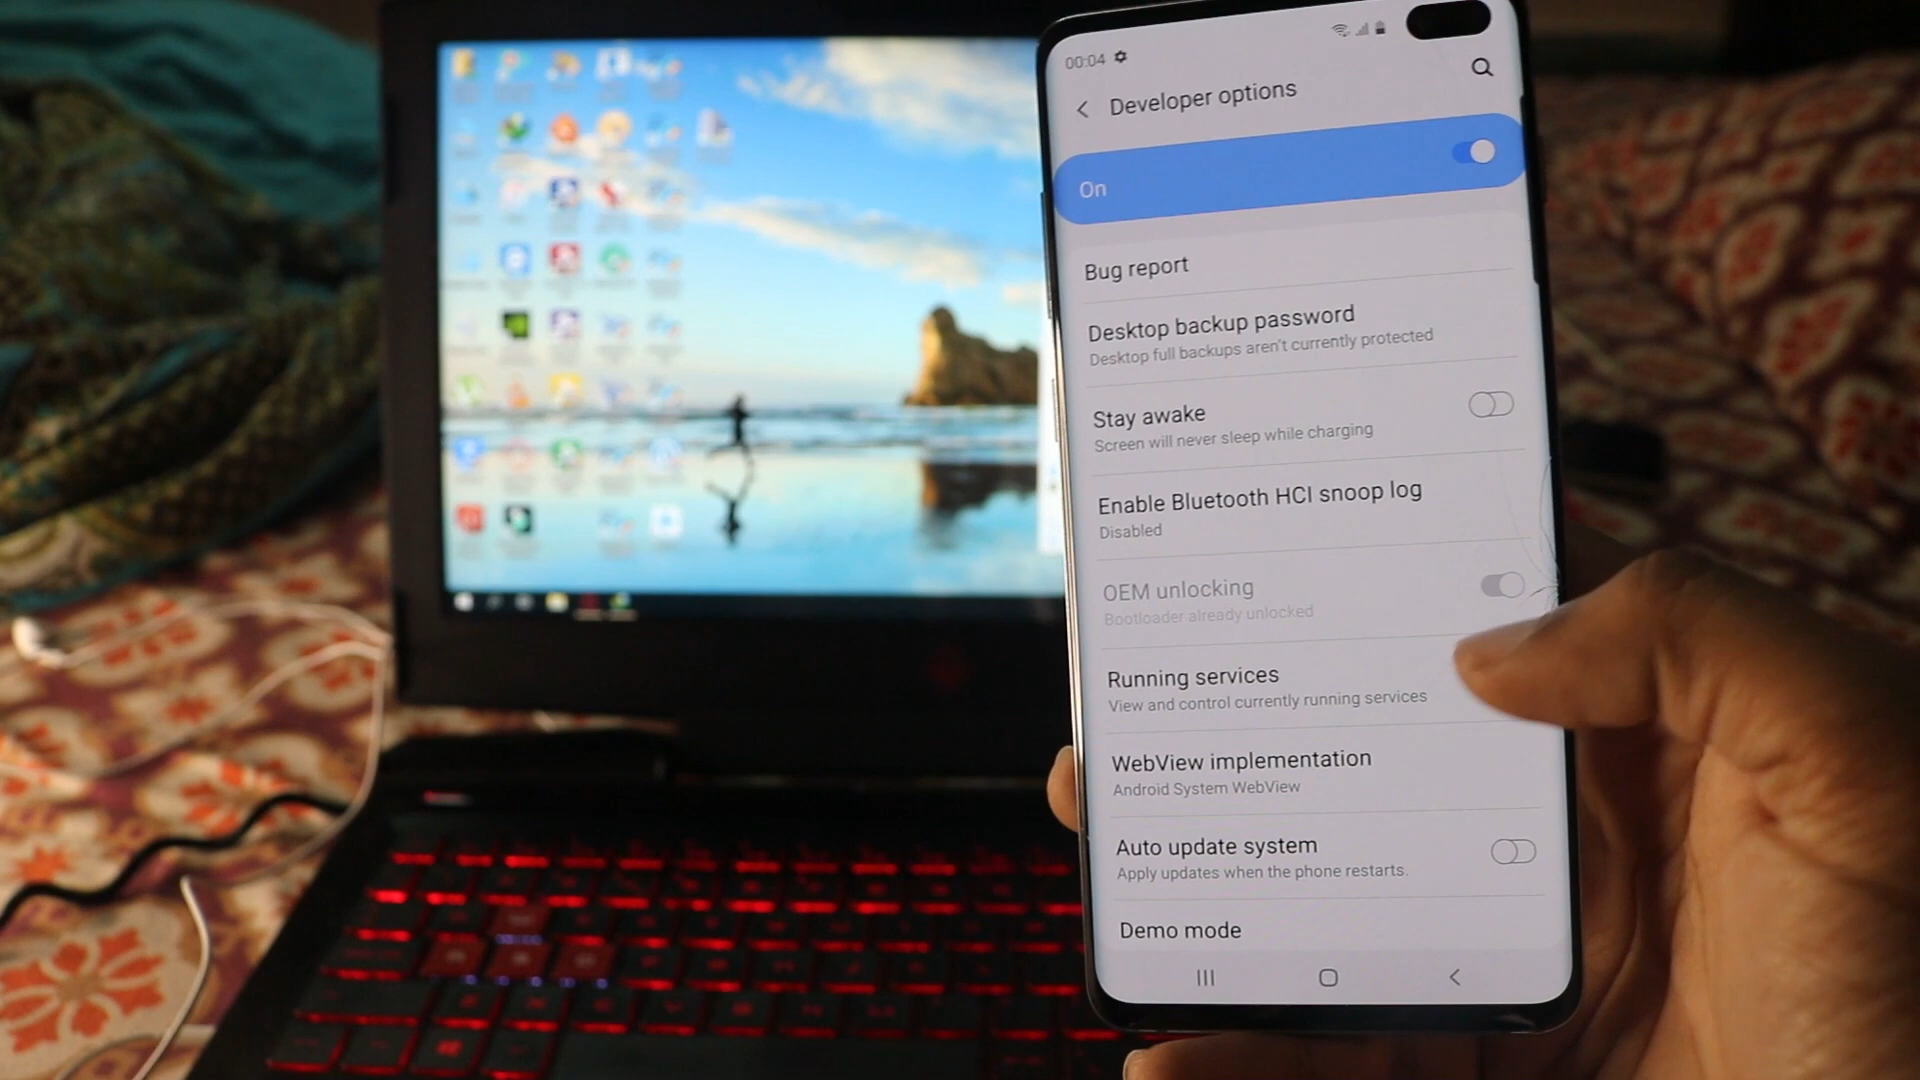 00:04
Developer options
On
Bug report
Desktop backup password
Desktop full backups aren't currently protected
Stay awake
Screen will never sleep while charging
Enable Bluetooth HCI snoop log
Disabled
OEM unlocking
Bootloader already unlocked
Running services
View and control currently running services
WebView implementation
Android System WebView
Auto update system
Apply updates when the phone restarts.
Demo mode